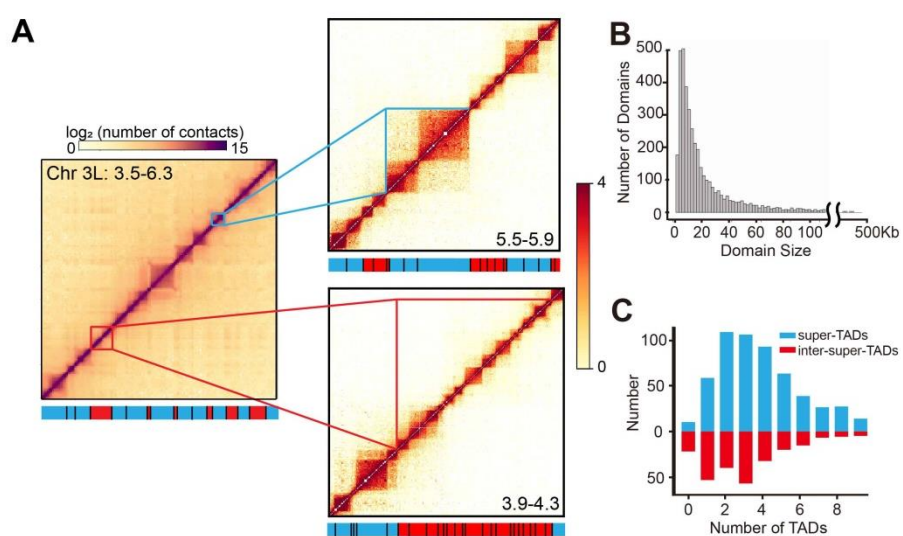 A
log₂ (number of contacts)
0 15
Chr 3L: 3.5-6.3
5.5-5.9
4
0
3.9-4.3
B
Number of Domains
500
400
300
200
100
0
0 20 40 60 80 100 500Kb
Domain Size
C
super-TADs
inter-super-TADs
Number
100
50
0
50
0 2 4 6 8
Number of TADs